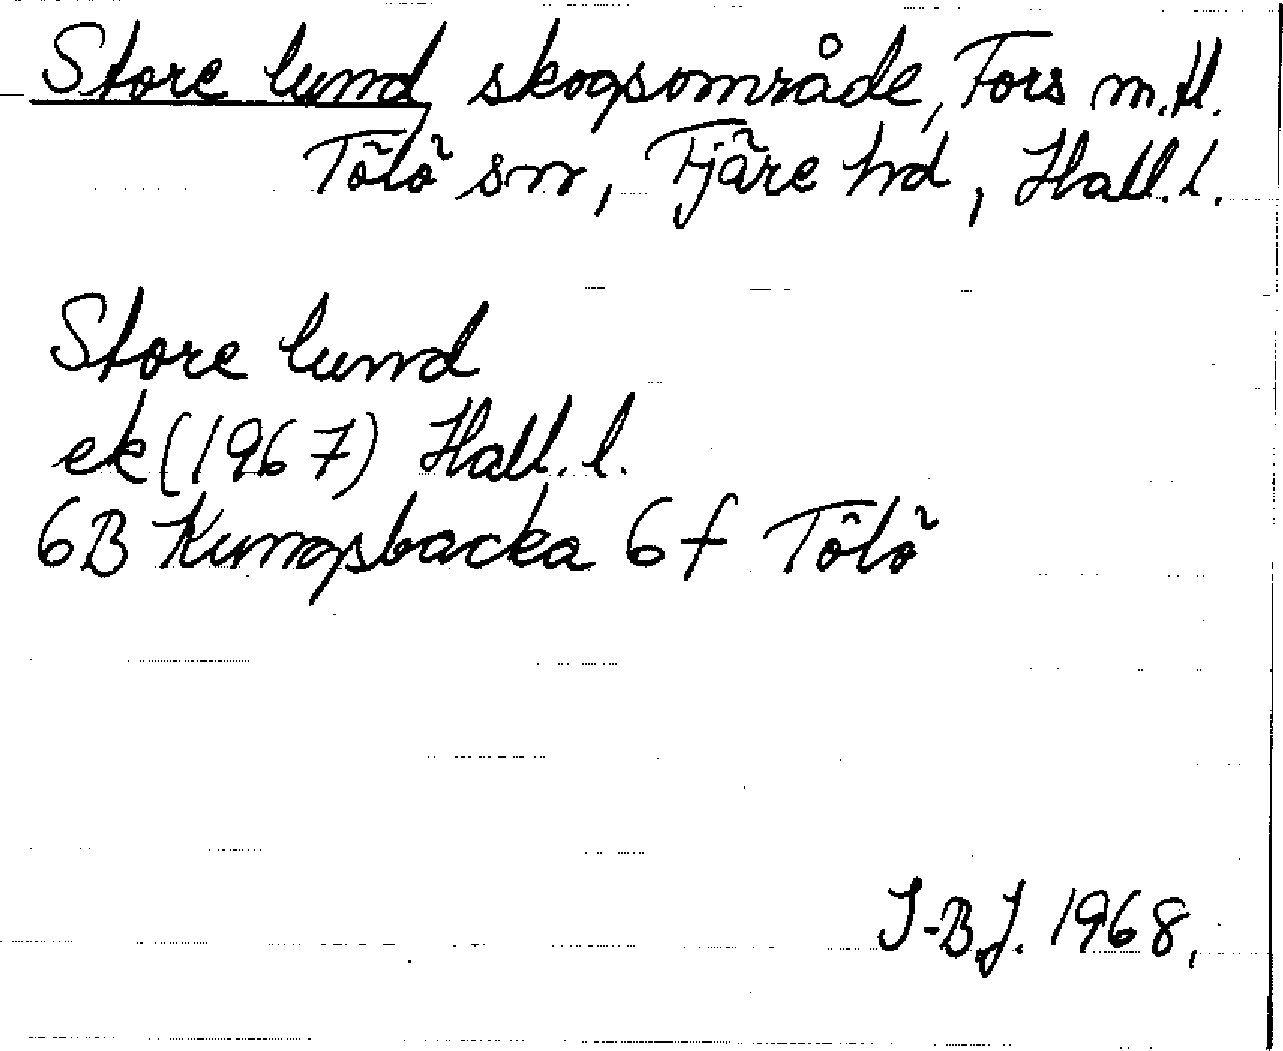 Store lund, skogsområde, Fors m.fl.
Tölö sn, Fjäre hd, Hall. l.
Store lund
ek (1967) Hall. l.
6B Kungsbacka 6f Tölö
I-B.J. 1968.